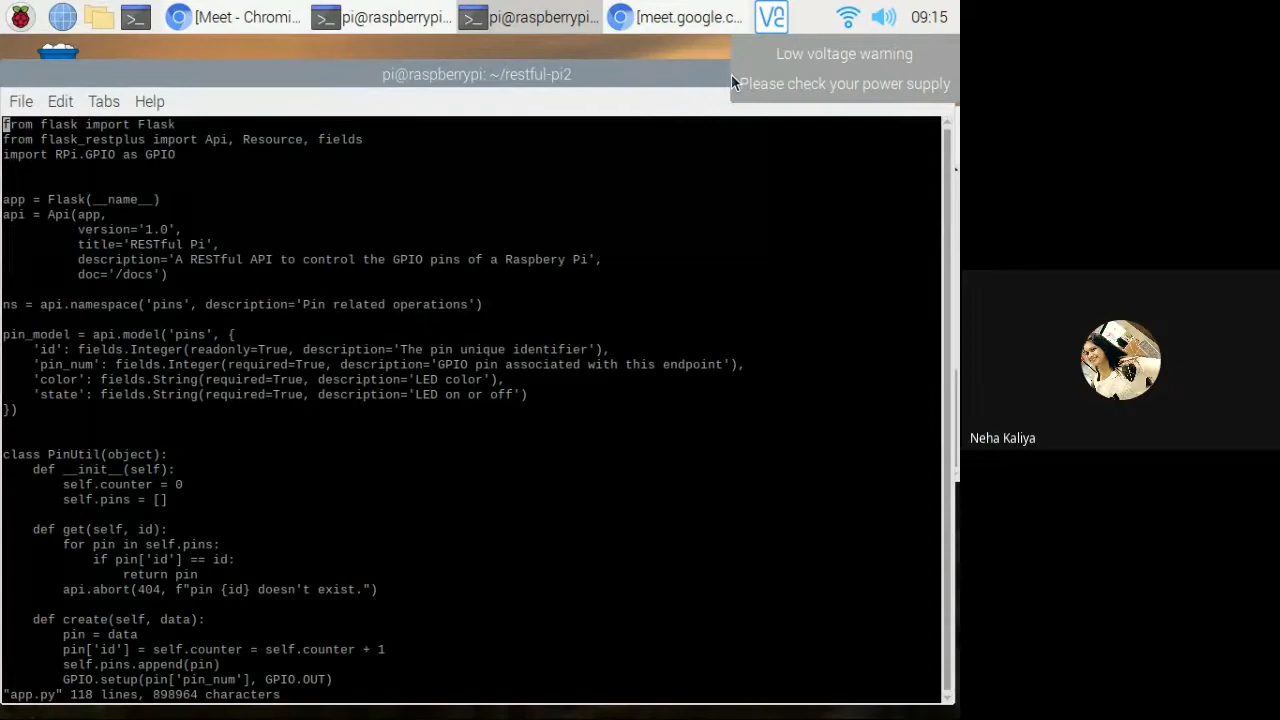 [Meet - Chromi...
pi@raspberrypi...
pi@raspberrypi...
[meet.google.c...
09:15
Low voltage warning
Please check your power supply
pi@raspberrypi: ~/restful-pi2
File Edit Tabs Help
from flask import Flask
from flask_restplus import Api, Resource, fields
import RPi.GPIO as GPIO
app = Flask(__name__)
api = Api(app,
          version='1.0',
          title='RESTful Pi',
          description='A RESTful API to control the GPIO pins of a Raspbery Pi',
          doc='/docs')
ns = api.namespace('pins', description='Pin related operations')
pin_model = api.model('pins', {
    'id': fields.Integer(readonly=True, description='The pin unique identifier'),
    'pin_num': fields.Integer(required=True, description='GPIO pin associated with this endpoint'),
    'color': fields.String(required=True, description='LED color'),
    'state': fields.String(required=True, description='LED on or off')
})
class PinUtil(object):
    def __init__(self):
        self.counter = 0
        self.pins = []
    def get(self, id):
        for pin in self.pins:
            if pin['id'] == id:
                return pin
        api.abort(404, f"pin {id} doesn't exist.")
    def create(self, data):
        pin = data
        pin['id'] = self.counter = self.counter + 1
        self.pins.append(pin)
        GPIO.setup(pin['pin_num'], GPIO.OUT)
"app.py" 118 lines, 898964 characters
Neha Kaliya